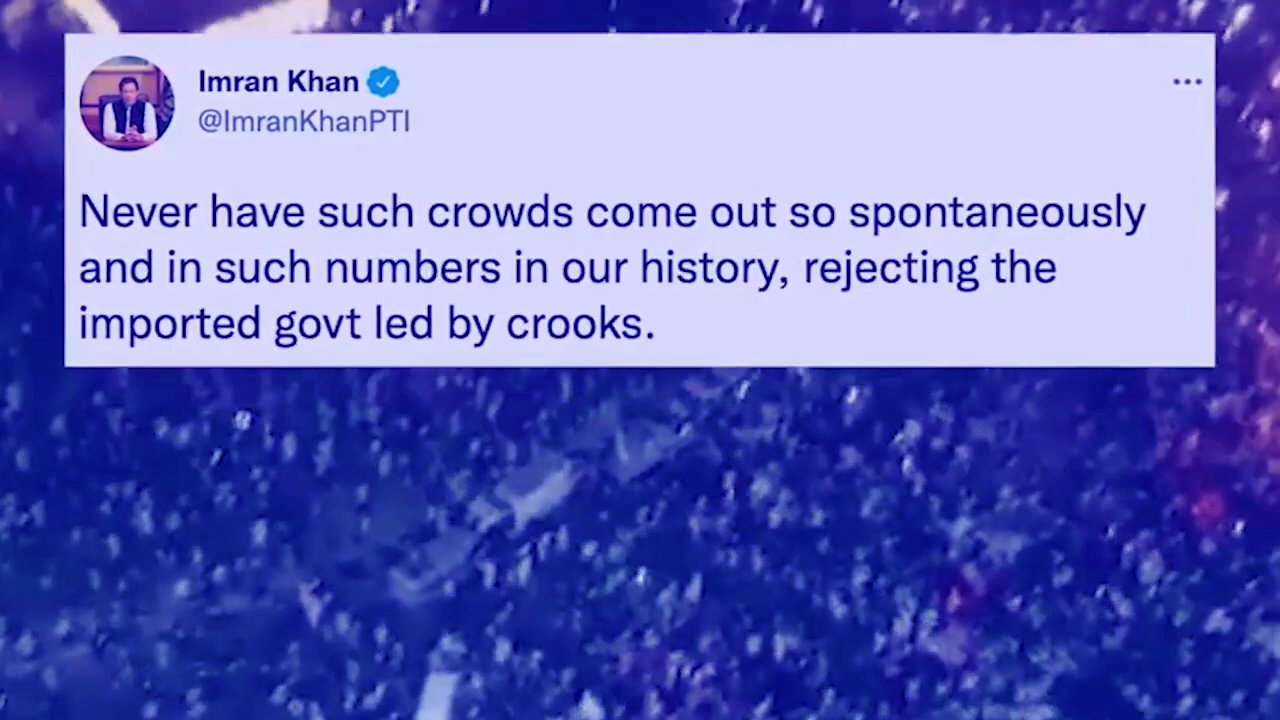 Imran Khan
@ImranKhanPTI
Never have such crowds come out so spontaneously
and in such numbers in our history, rejecting the
imported govt led by crooks.